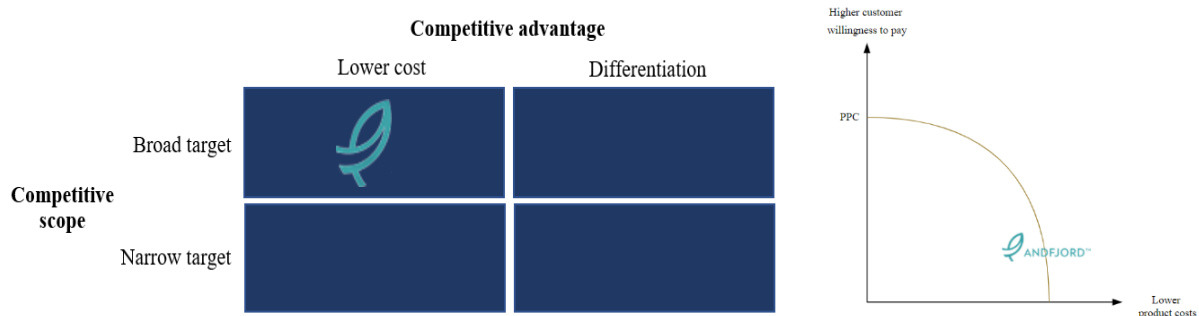 Competitive advantage
Lower cost
Differentiation
Broad target
Competitive
scope
Narrow target
Higher customer
willingness to pay
PPC
ANDFJORD™
Lower
product costs